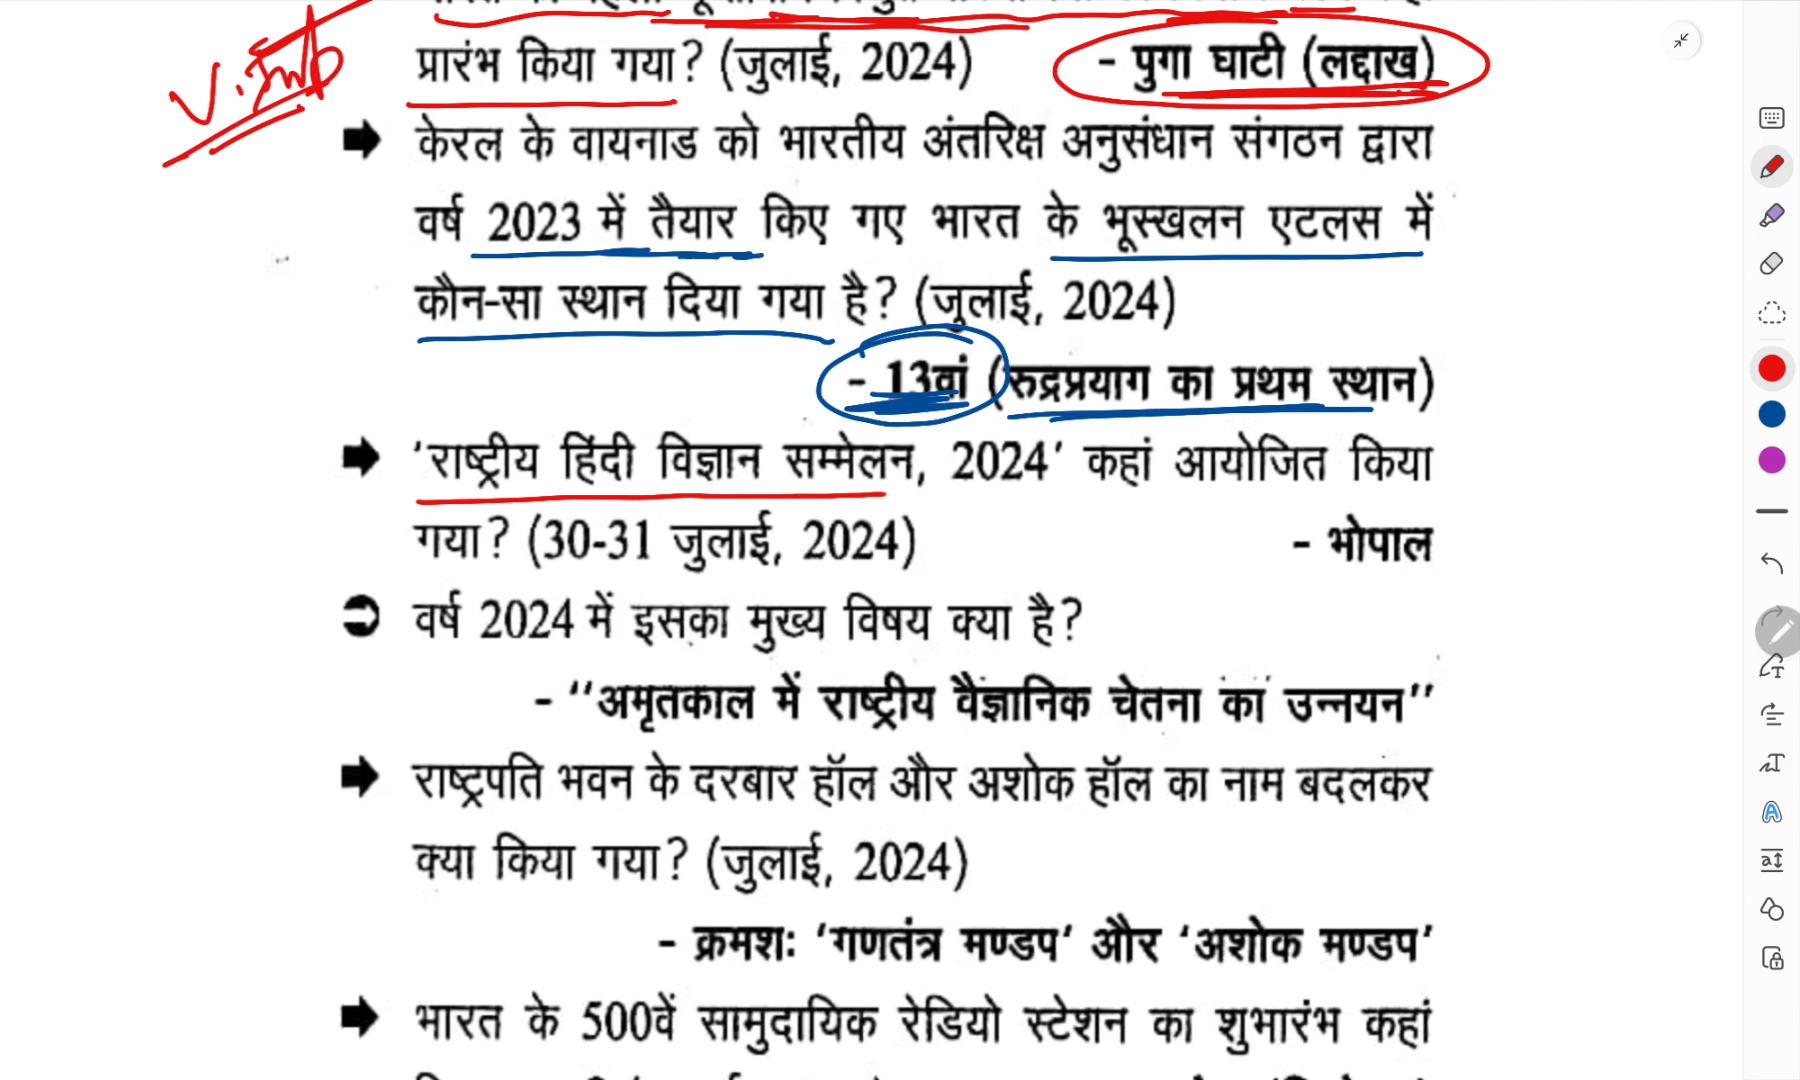 V. Imp
प्रारंभ किया गया? (जुलाई, 2024) - पुगा घाटी (लद्दाख)
केरल के वायनाड को भारतीय अंतरिक्ष अनुसंधान संगठन द्वारा
वर्ष 2023 में तैयार किए गए भारत के भूस्खलन एटलस में
कौन-सा स्थान दिया गया है? (जुलाई, 2024)
- 13वां (रुद्रप्रयाग का प्रथम स्थान)
'राष्ट्रीय हिंदी विज्ञान सम्मेलन, 2024' कहां आयोजित किया
गया? (30-31 जुलाई, 2024) - भोपाल
वर्ष 2024 में इसका मुख्य विषय क्या है?
- "अमृतकाल में राष्ट्रीय वैज्ञानिक चेतना का उन्नयन"
राष्ट्रपति भवन के दरबार हॉल और अशोक हॉल का नाम बदलकर
क्या किया गया? (जुलाई, 2024)
- क्रमशः 'गणतंत्र मण्डप' और 'अशोक मण्डप'
भारत के 500वें सामुदायिक रेडियो स्टेशन का शुभारंभ कहां